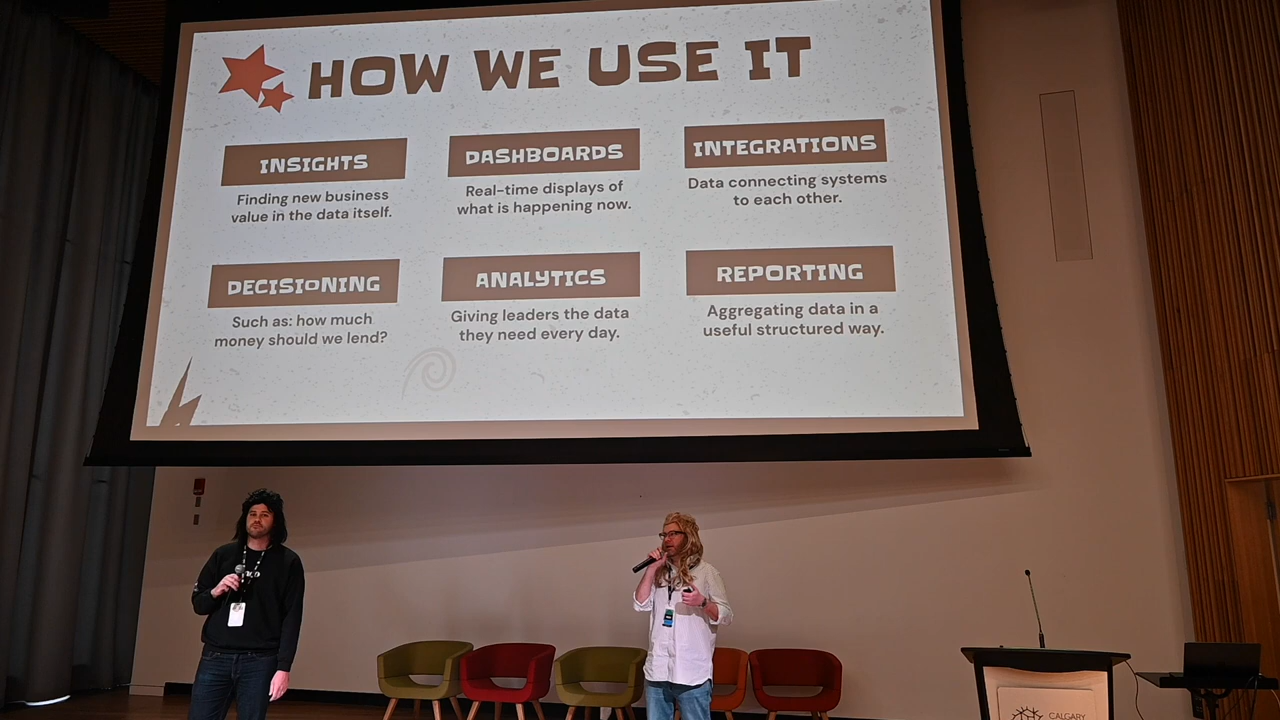 HOW WE USE IT
INSIGHTS
Finding new business
value in the data itself.
DASHBOARDS
Real-time displays of
what is happening now.
INTEGRATIONS
Data connecting systems
to each other.
DECISIONING
Such as: how much
money should we lend?
ANALYTICS
Giving leaders the data
they need every day.
REPORTING
Aggregating data in a
useful structured way.
CALGARY